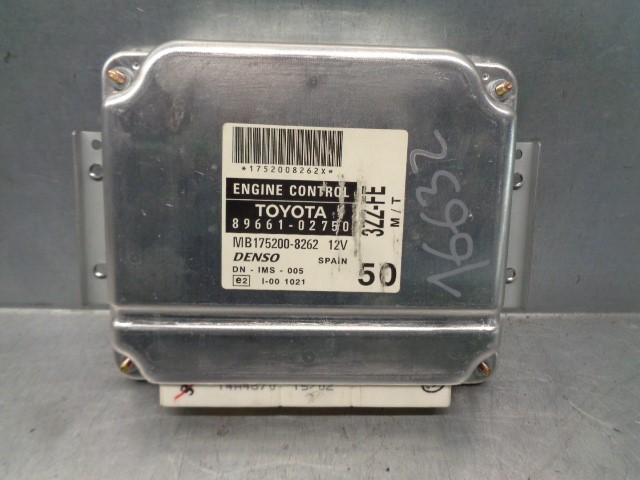 *1752008262X*
ENGINE CONTROL
TOYOTA
89661-02750
MB175200-8262 12V
DENSO SPAIN
DN - IMS - 005
e2 I-00 1021
3ZZ-FE
M/T
50